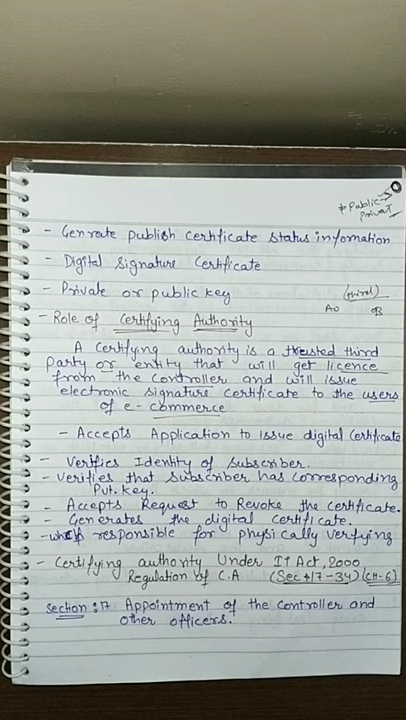 * Public →
Privat
- Genrate publish certificate status infomation
- Digital Signature Certificate
- Private or public key
A B
- Role of Certifying Authority
A Certifying authority is a trusted third
party or entity that will get licence
from the controller and will issue
electronic signature certificate to the users
of e-commerce
- Accepts Application to issue digital Certificate
- Verifies Identity of subscriber.
- Verifies that subscriber has corresponding
Pvt. key.
- Accepts Request to Revoke the certificate.
- Generates the digital certificate.
- responsible for physically verifying
- Certifying authority Under IT Act, 2000
Regulation of C.A (Sec 17-34) (CH-6)
section: 17 Appointment of the controller and
other officers.